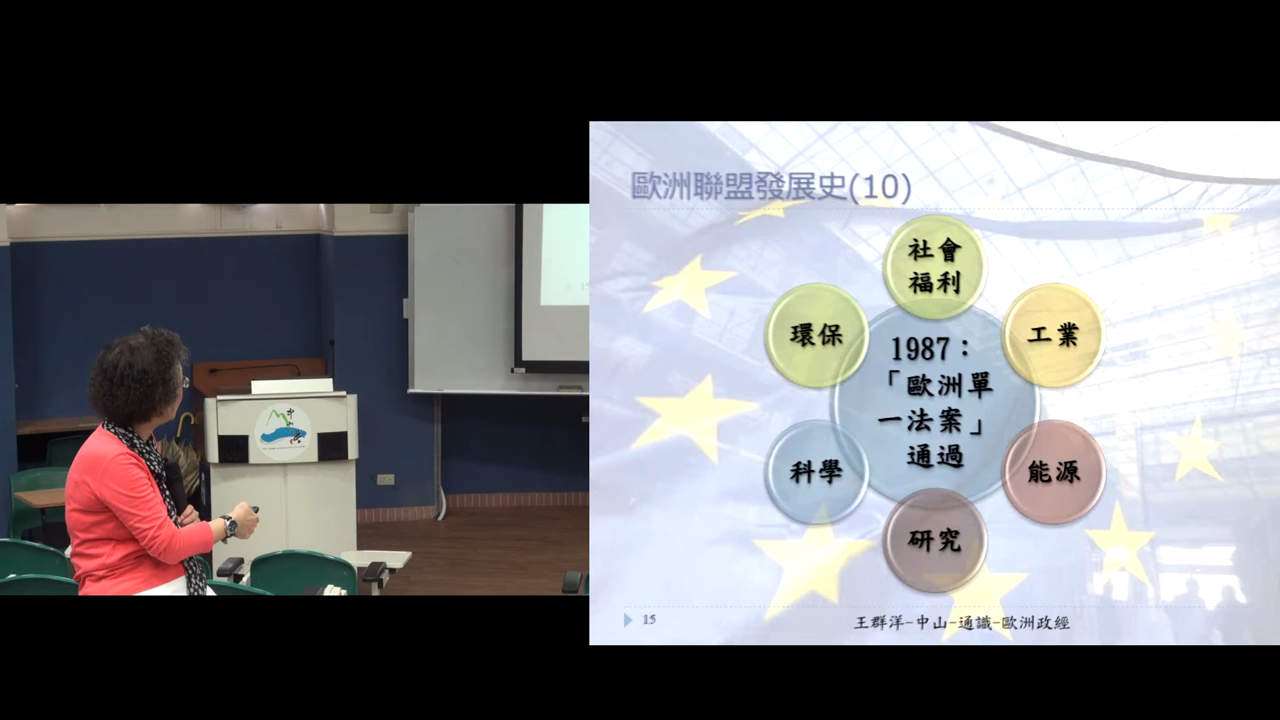 歐洲聯盟發展史(10)
社會
福利
環保
工業
1987：
「歐洲單
一法案」
通過
科學
能源
研究
15
王群洋-中山-通識-歐洲政經